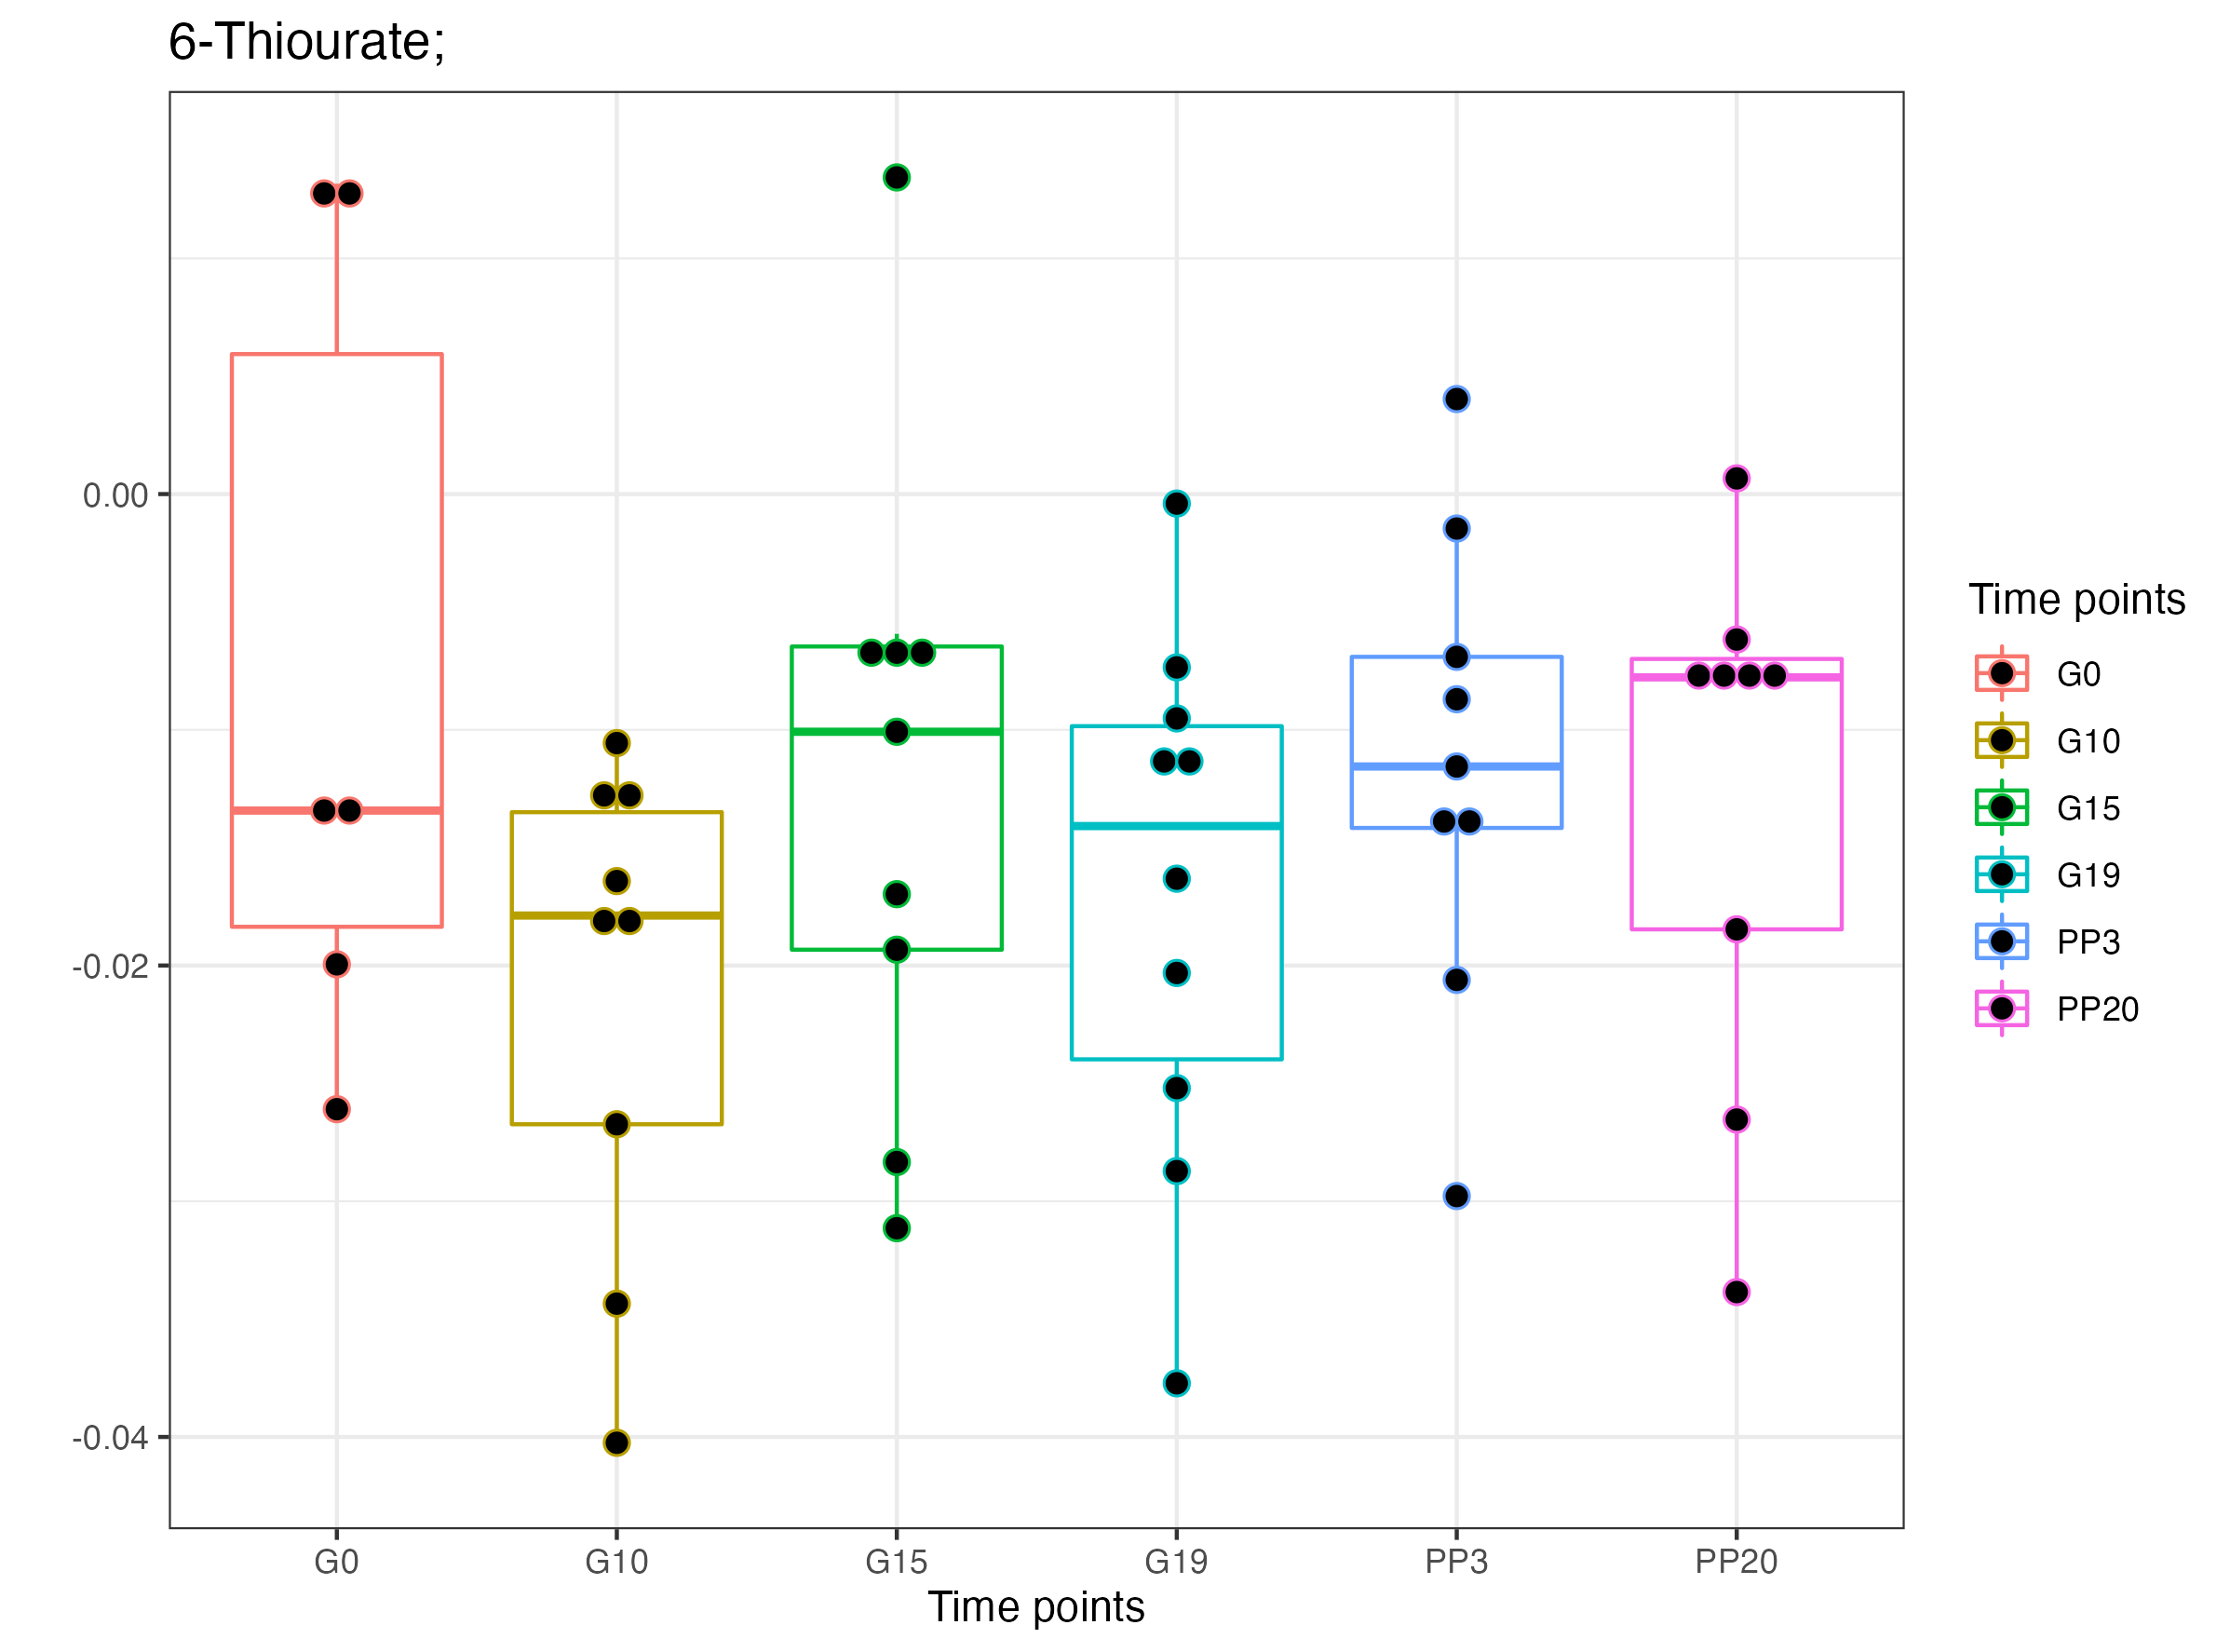 6-Thiourate;
0.00
-0.02
-0.04
G0 G10 G15 G19 PP3 PP20
Time points
Time points
G0
G10
G15
G19
PP3
PP20